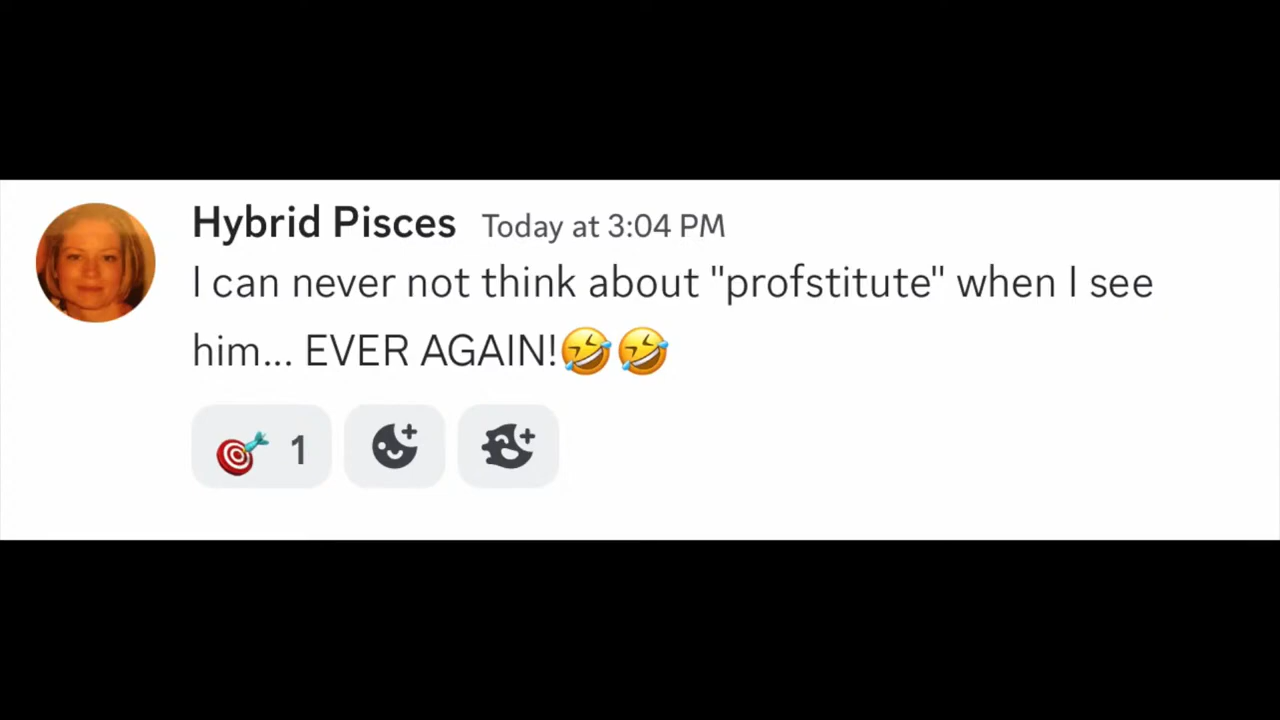 Hybrid Pisces Today at 3:04 PM
I can never not think about "profstitute" when I see
him... EVER AGAIN!🤣🤣
🎯 1